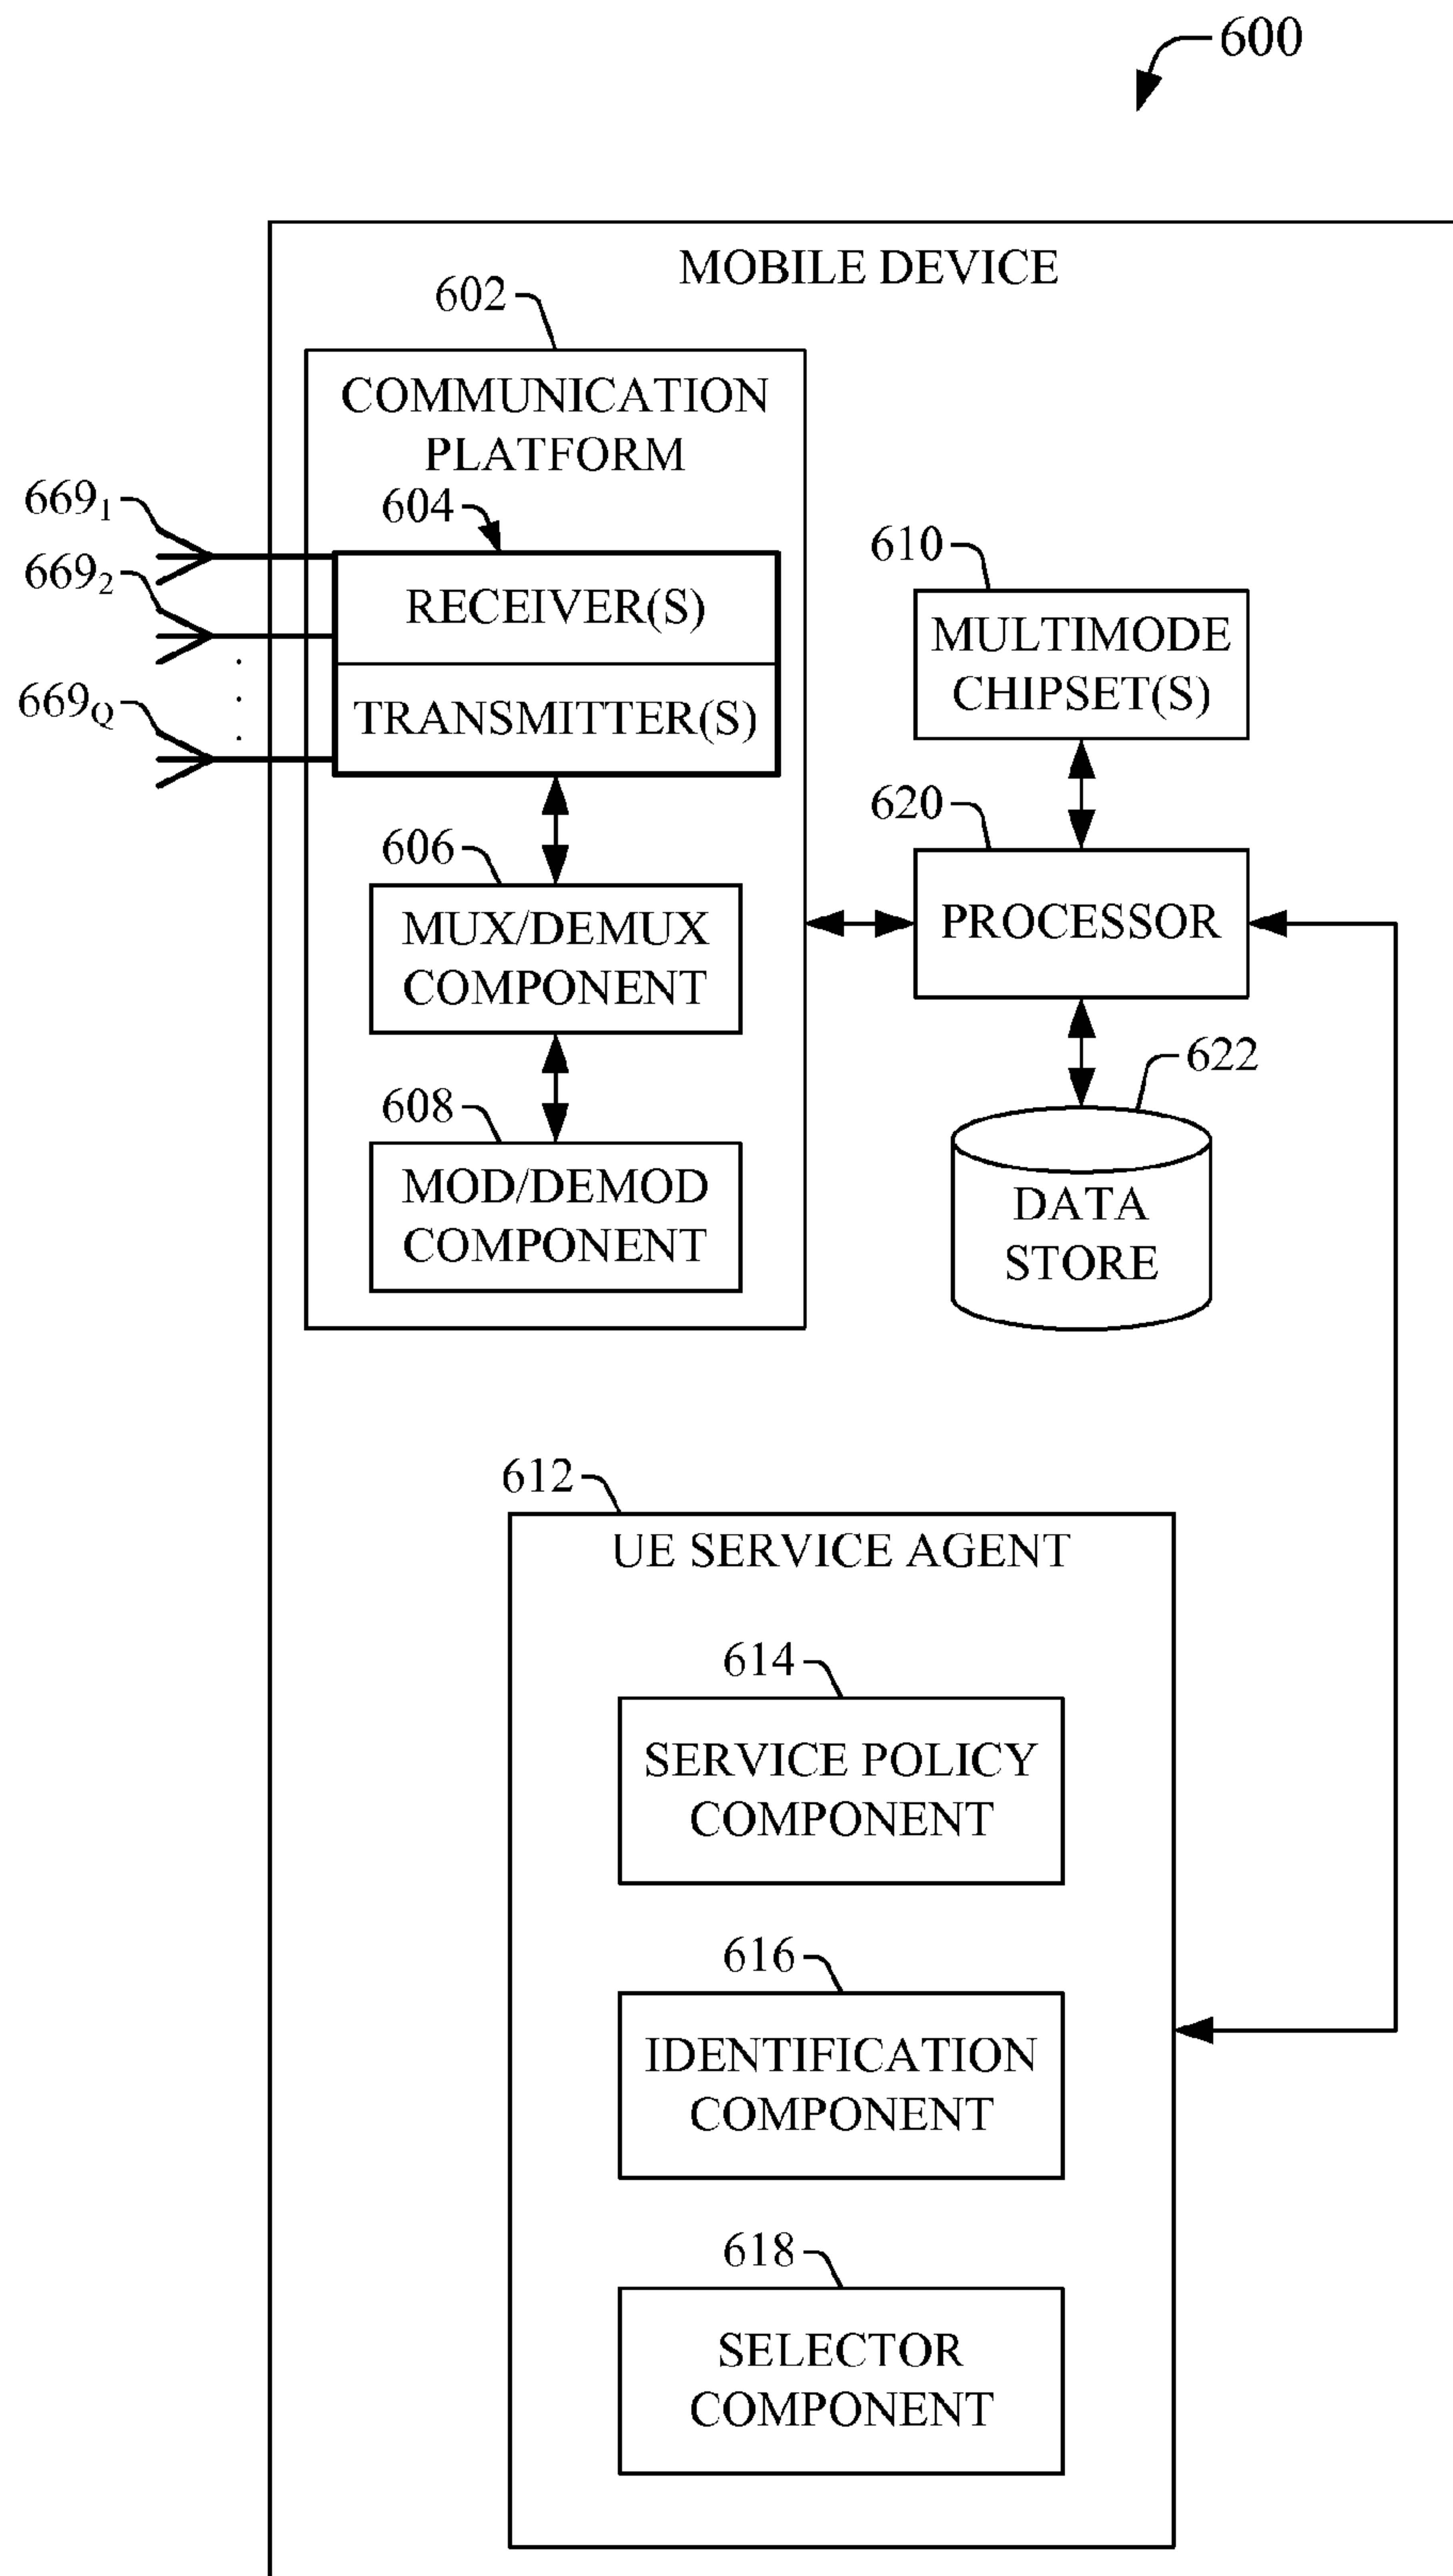 600
MOBILE DEVICE
602
COMMUNICATION
PLATFORM
604
669₁
669₂
669Q
RECEIVER(S)
TRANSMITTER(S)
606
MUX/DEMUX
COMPONENT
608
MOD/DEMOD
COMPONENT
610
MULTIMODE
CHIPSET(S)
620
PROCESSOR
622
DATA
STORE
612
UE SERVICE AGENT
614
SERVICE POLICY
COMPONENT
616
IDENTIFICATION
COMPONENT
618
SELECTOR
COMPONENT